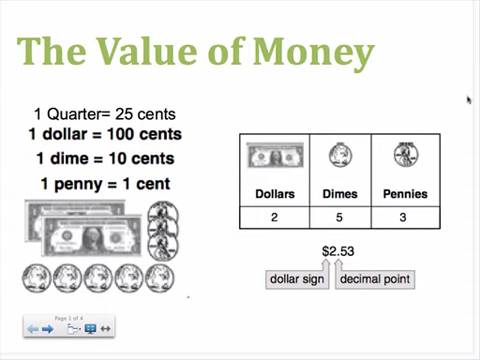 The Value of Money
1 Quarter= 25 cents
1 dollar = 100 cents
1 dime = 10 cents
1 penny = 1 cent
Dollars Dimes Pennies
2 5 3
$2.53
dollar sign decimal point
Page 1 of 4